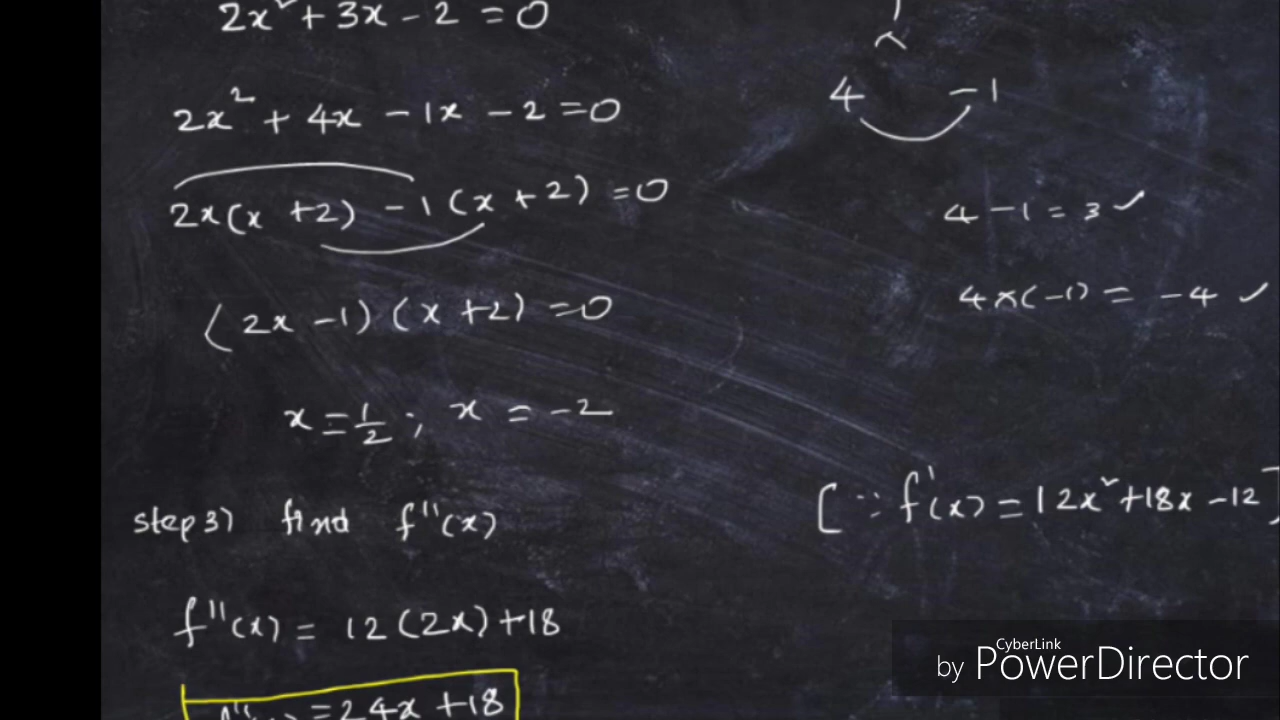 2x² + 3x - 2 = 0
4 -1
2x² + 4x - 1x - 2 = 0
2x(x + 2) - 1(x + 2) = 0
4 - 1 = 3 ✓
4 x (-1) = -4 ✓
(2x - 1) (x + 2) = 0
x = 1/2 ; x = -2
[∵ f'(x) = 12x² + 18x - 12]
step 3) find f''(x)
f''(x) = 12(2x) + 18
f''(x) = 24x + 18
CyberLink
by PowerDirector